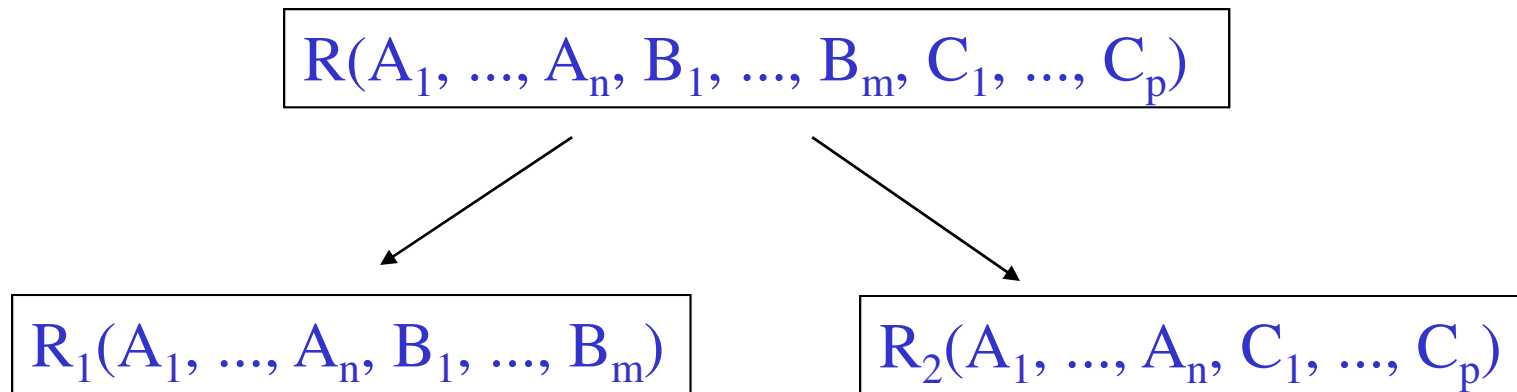 R(A₁, ..., Aₙ, B₁, ..., Bₘ, C₁, ..., Cₚ)
R₁(A₁, ..., Aₙ, B₁, ..., Bₘ)
R₂(A₁, ..., Aₙ, C₁, ..., Cₚ)